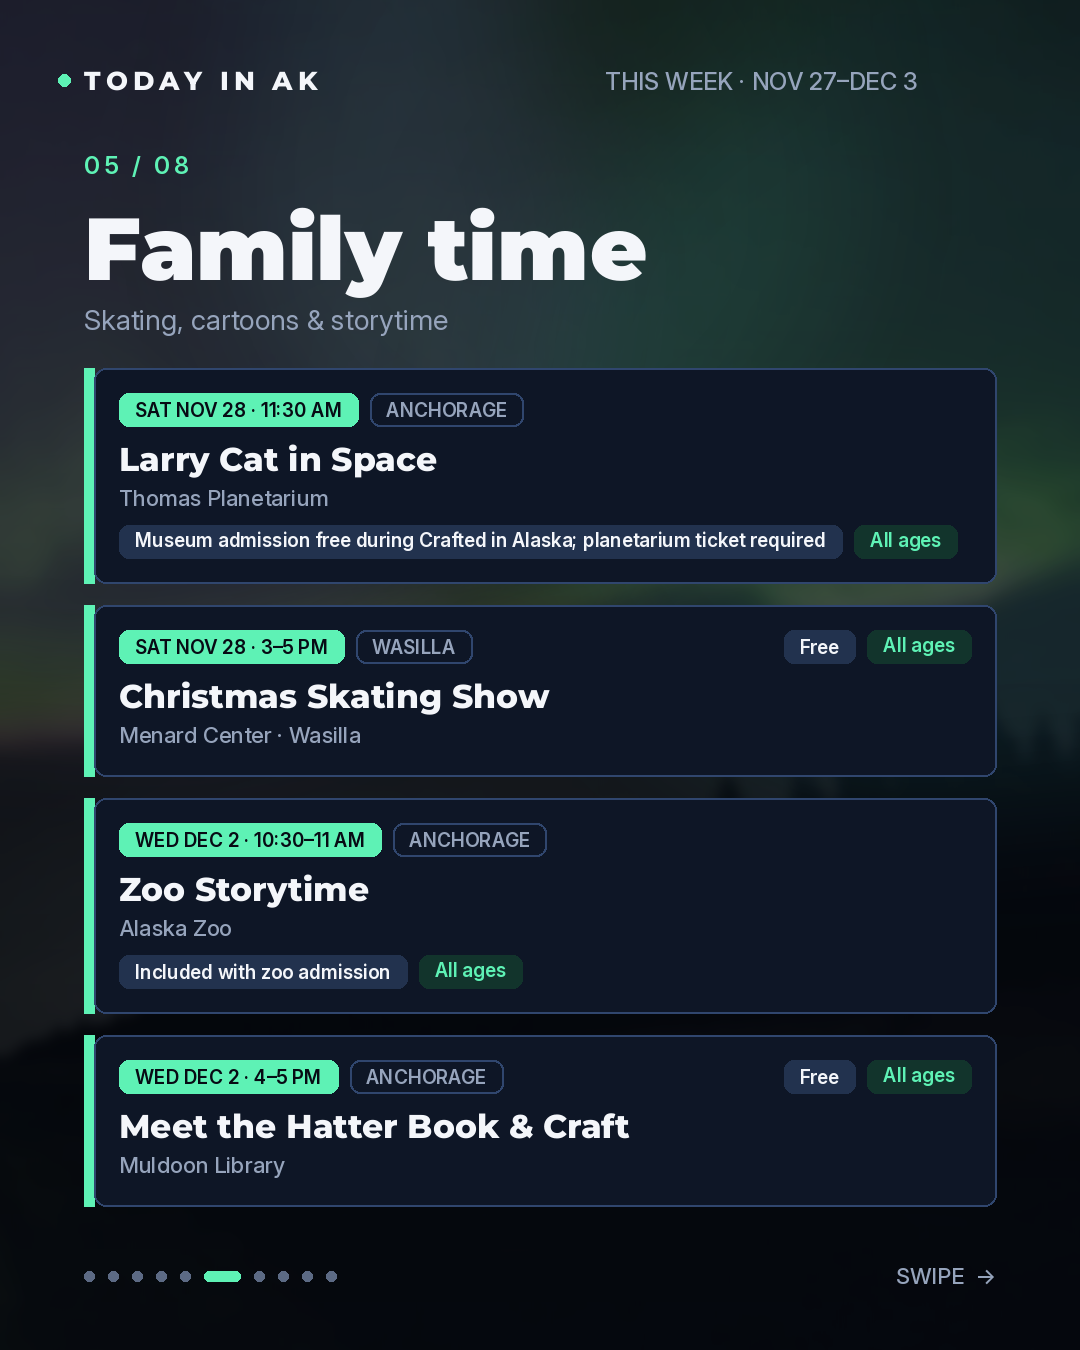 TODAY IN AK
THIS WEEK · NOV 27–DEC 3
05 / 08
Family time
Skating, cartoons & storytime
SAT NOV 28 · 11:30 AM
ANCHORAGE
Larry Cat in Space
Thomas Planetarium
Museum admission free during Crafted in Alaska; planetarium ticket required
All ages
SAT NOV 28 · 3–5 PM
WASILLA
Free
All ages
Christmas Skating Show
Menard Center · Wasilla
WED DEC 2 · 10:30–11 AM
ANCHORAGE
Zoo Storytime
Alaska Zoo
Included with zoo admission
All ages
WED DEC 2 · 4–5 PM
ANCHORAGE
Free
All ages
Meet the Hatter Book & Craft
Muldoon Library
SWIPE →